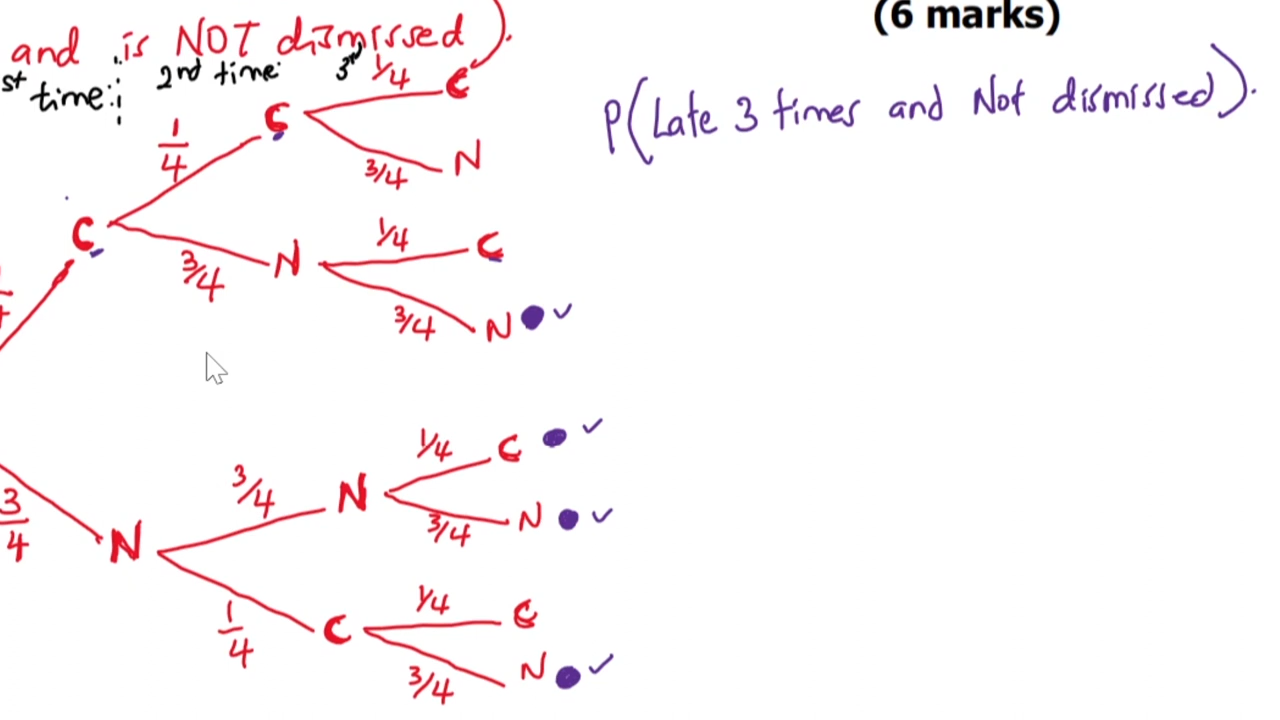 (6 marks)
and is NOT dismissed).
st time: 2nd time: 3rd
P(Late 3 times and Not dismissed).
1/4 C
1/4 C
3/4 N
C
1/4 C
3/4 N
3/4 N ✓
1/4 C ✓
3/4 N
3/4 N ✓
3/4 N
1/4 C
1/4 C
3/4 N ✓